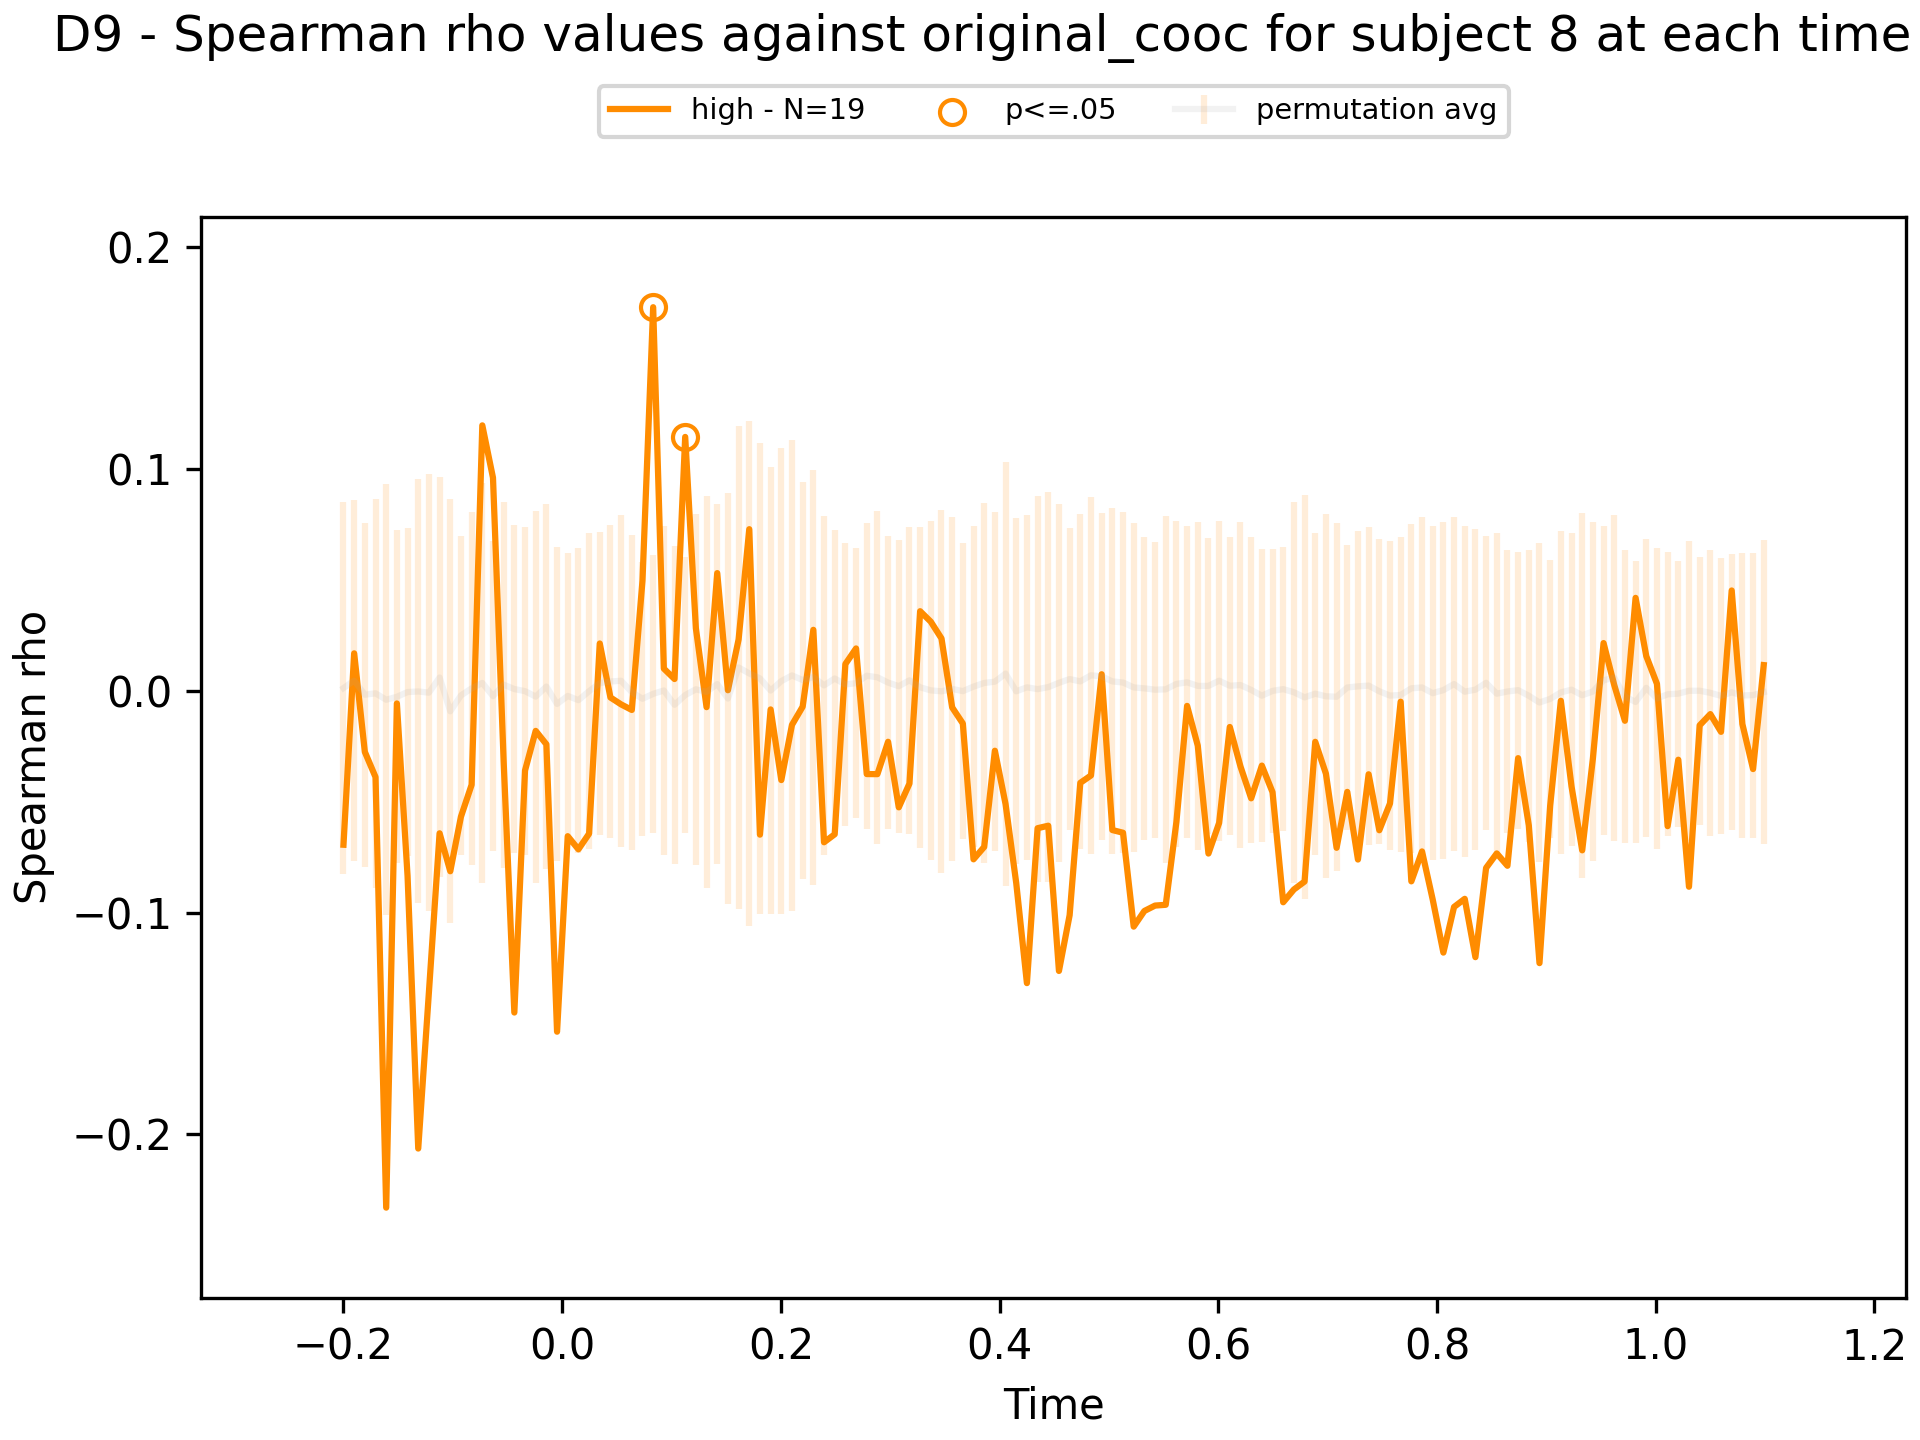 D9 - Spearman rho values against original_cooc for subject 8 at each time
high - N=19 p<=.05 permutation avg
0.2
0.1
0.0
−0.1
−0.2
Spearman rho
−0.2 0.0 0.2 0.4 0.6 0.8 1.0 1.2
Time